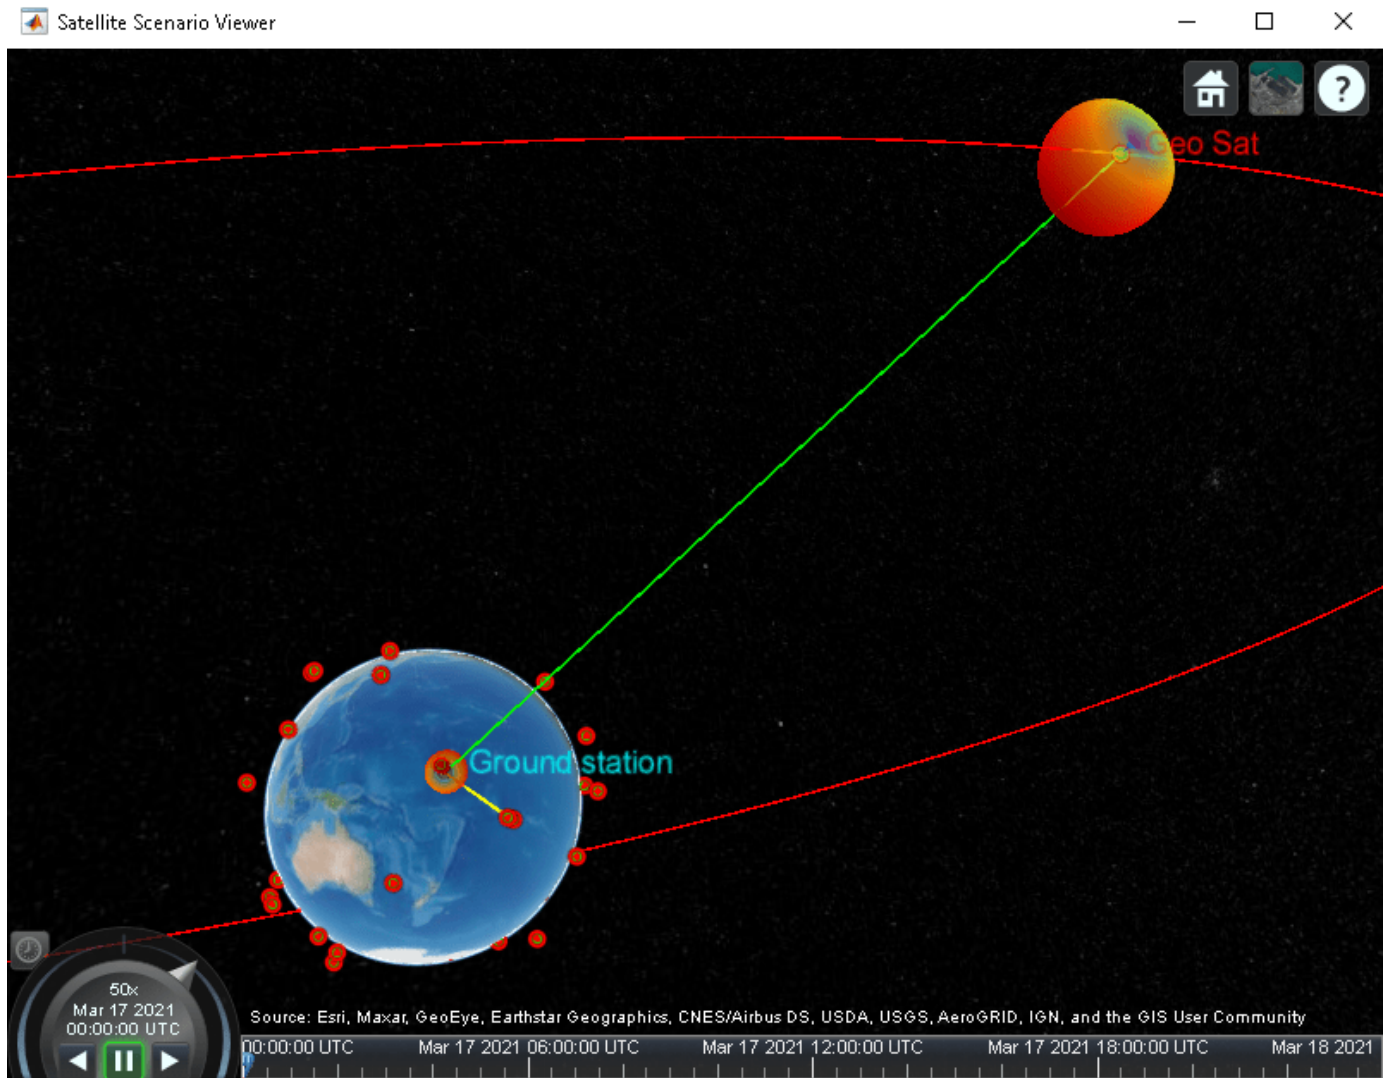 Satellite Scenario Viewer
?
Geo Sat
Ground station
50x
Mar 17 2021
00:00:00 UTC
Source: Esri, Maxar, GeoEye, Earthstar Geographics, CNES/Airbus DS, USDA, USGS, AeroGRID, IGN, and the GIS User Community
00:00:00 UTC Mar 17 2021 06:00:00 UTC Mar 17 2021 12:00:00 UTC Mar 17 2021 18:00:00 UTC Mar 18 2021